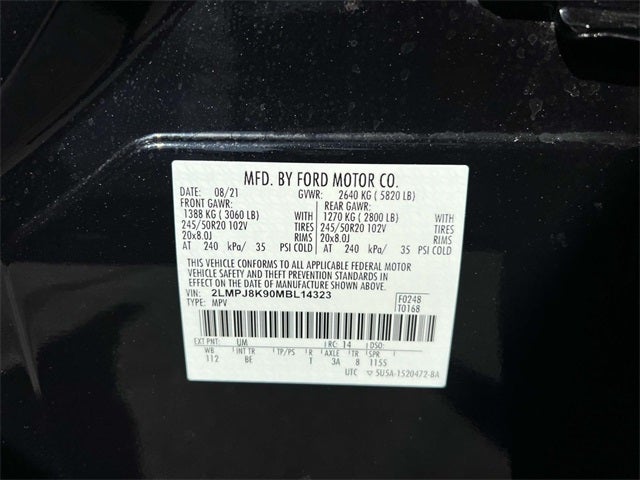 MFD. BY FORD MOTOR CO.
DATE: 08/21 GVWR: 2640 KG ( 5820 LB)
FRONT GAWR: REAR GAWR:
1388 KG ( 3060 LB) WITH 1270 KG ( 2800 LB) WITH
245/50R20 102V TIRES 245/50R20 102V TIRES
20x8.0J RIMS 20x8.0J RIMS
AT 240 kPa/ 35 PSI COLD AT 240 kPa/ 35 PSI COLD
THIS VEHICLE CONFORMS TO ALL APPLICABLE FEDERAL MOTOR
VEHICLE SAFETY AND THEFT PREVENTION STANDARDS IN
EFFECT ON THE DATE OF MANUFACTURE SHOWN ABOVE.
VIN: 2LMPJ8K90MBL14323 F0248
TYPE: MPV T0168
EXT PNT: UM RC: 14 DSO:
WB INT TR TP/PS R AXLE TR SPR
112 BE T 3A 8 1155
UTC ▽ 5U5A-1520472-BA